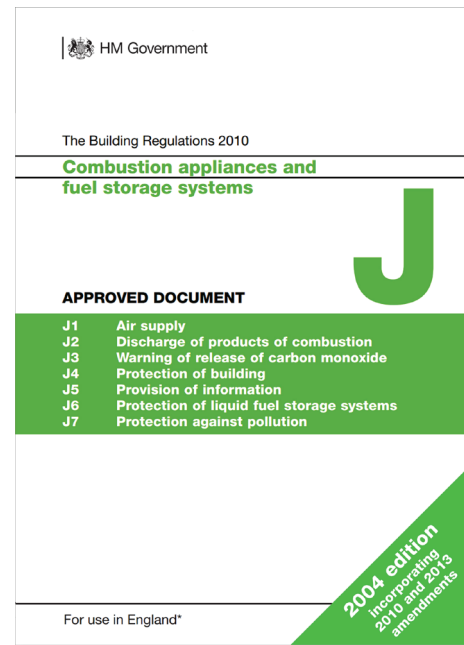 HM Government
The Building Regulations 2010
Combustion appliances and
fuel storage systems
J
APPROVED DOCUMENT
J1 Air supply
J2 Discharge of products of combustion
J3 Warning of release of carbon monoxide
J4 Protection of building
J5 Provision of information
J6 Protection of liquid fuel storage systems
J7 Protection against pollution
2004 edition
incorporating
2010 and 2013
amendments
For use in England*